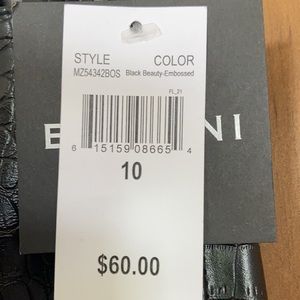 STYLE COLOR
MZ54342BOS Black Beauty-Embossed
FL_21
6 15159 08665 4
10
$60.00